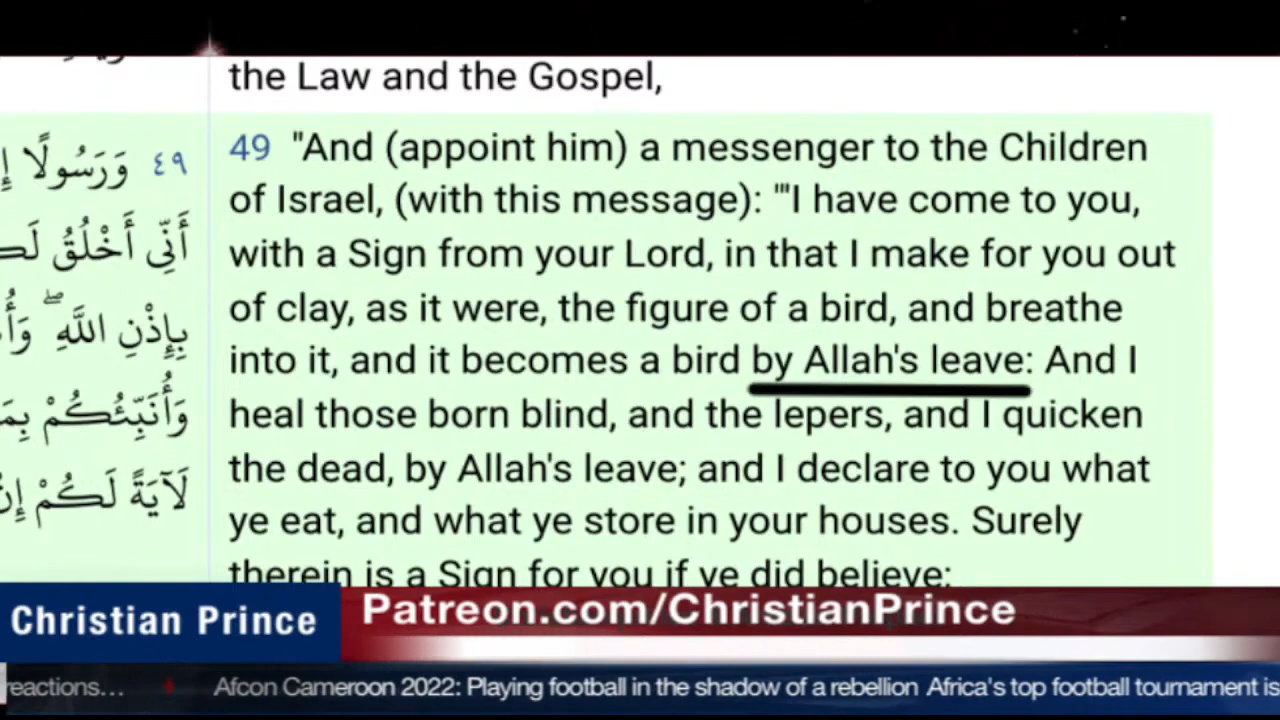 the Law and the Gospel,
49 "And (appoint him) a messenger to the Children
of Israel, (with this message): "'I have come to you,
with a Sign from your Lord, in that I make for you out
of clay, as it were, the figure of a bird, and breathe
into it, and it becomes a bird by Allah's leave: And I
heal those born blind, and the lepers, and I quicken
the dead, by Allah's leave; and I declare to you what
ye eat, and what ye store in your houses. Surely
therein is a Sign for you if ye did believe;
٤٩ وَرَسُولًا
أَنِّي أَخْلُقُ
بِإِذْنِ اللَّهِ ۖ
وَأُنَبِّئُكُمْ
لَآيَةً لَكُمْ
Christian Prince
Patreon.com/ChristianPrince
reactions... Afcon Cameroon 2022: Playing football in the shadow of a rebellion Africa's top football tournament is